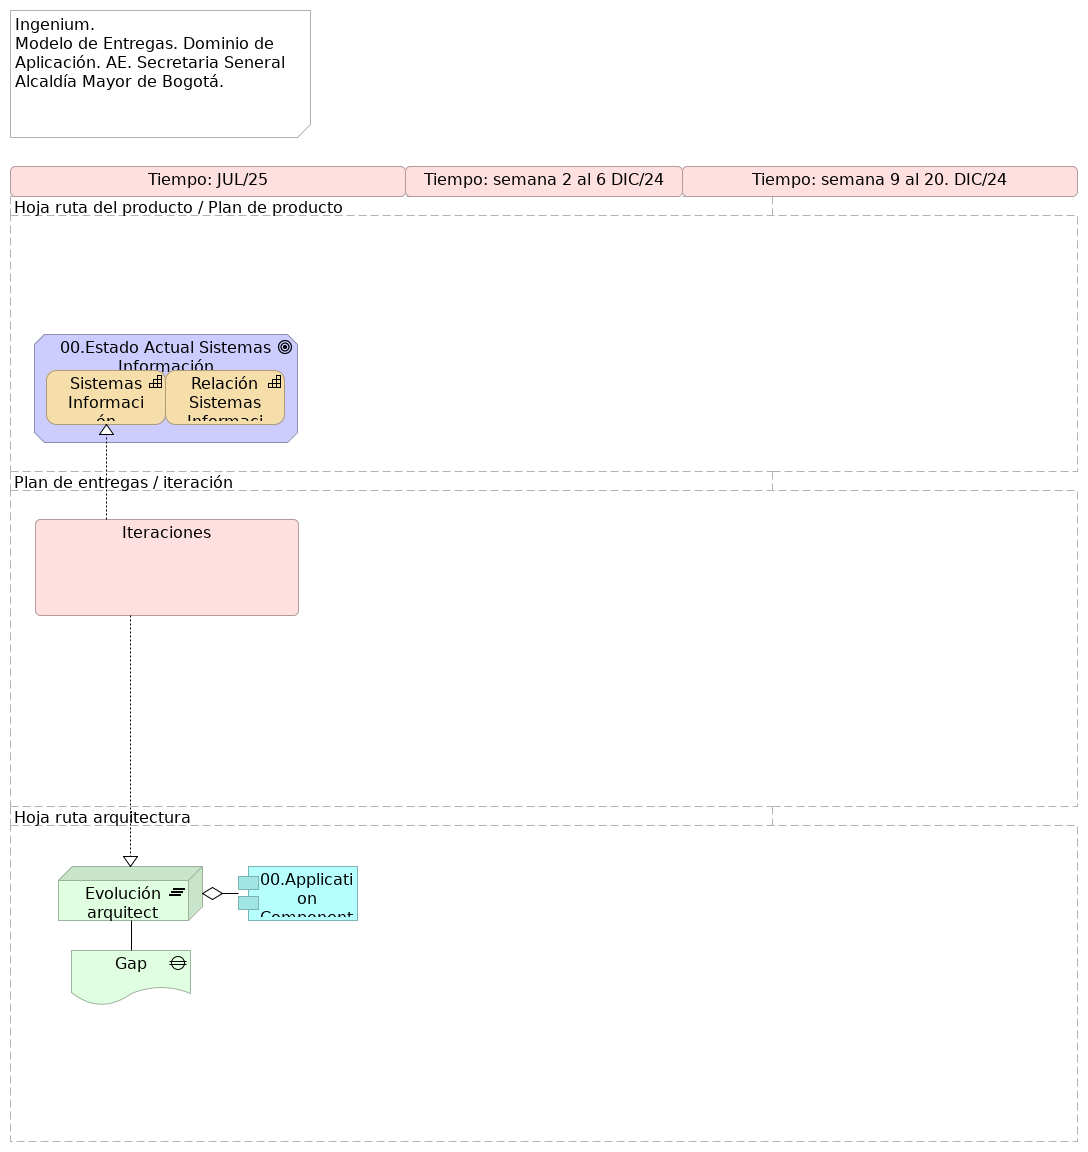 Ingenium.
Modelo de Entregas. Dominio de
Aplicación. AE. Secretaria Seneral
Alcaldía Mayor de Bogotá.
Tiempo: JUL/25
Tiempo: semana 2 al 6 DIC/24
Tiempo: semana 9 al 20. DIC/24
Hoja ruta del producto / Plan de producto
00.Estado Actual Sistemas
Información
Sistemas
Informaci
ón
Relación
Sistemas
Informaci
Plan de entregas / iteración
Iteraciones
Hoja ruta arquitectura
Evolución
arquitect
00.Applicati
on
Component
Gap